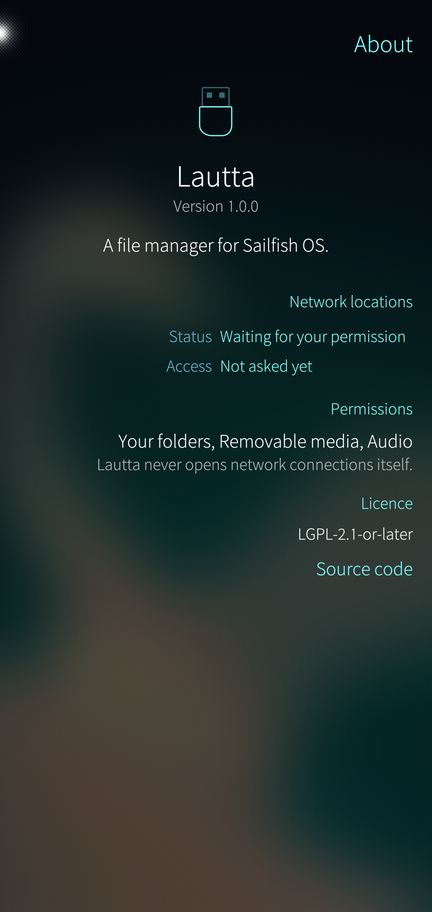 About
Lautta
Version 1.0.0
A file manager for Sailfish OS.
Network locations
Status Waiting for your permission
Access Not asked yet
Permissions
Your folders, Removable media, Audio
Lautta never opens network connections itself.
Licence
LGPL-2.1-or-later
Source code